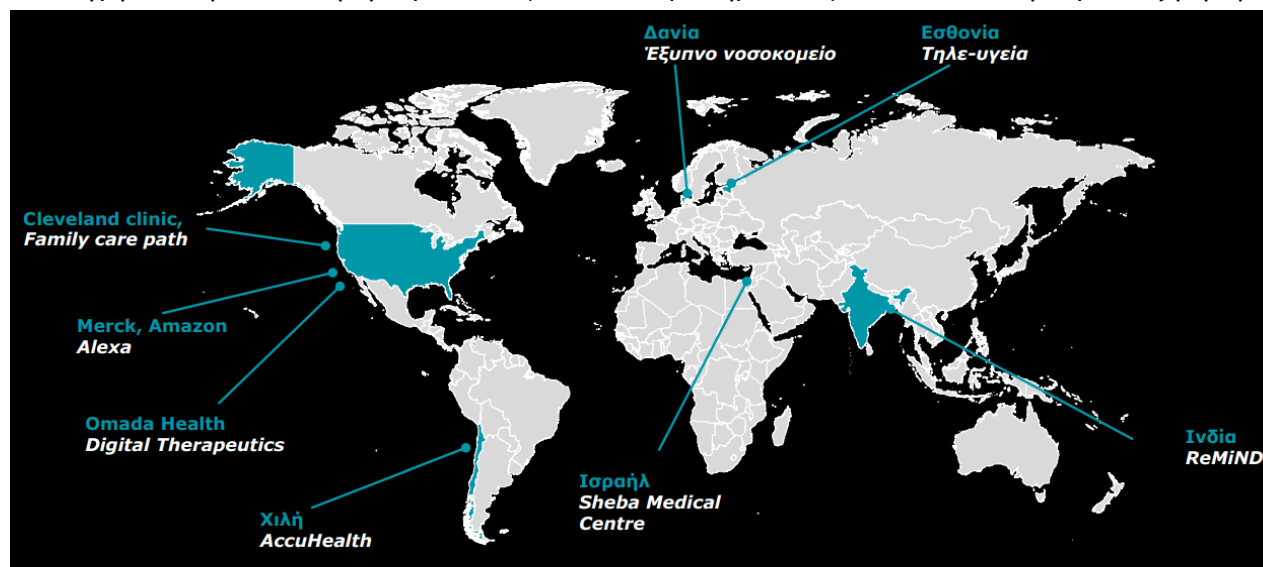 Δανία
Έξυπνο νοσοκομείο
Εσθονία
Τηλε-υγεία
Cleveland clinic,
Family care path
Merck, Amazon
Alexa
Omada Health
Digital Therapeutics
Χιλή
AccuHealth
Ισραήλ
Sheba Medical
Centre
Ινδία
ReMiND